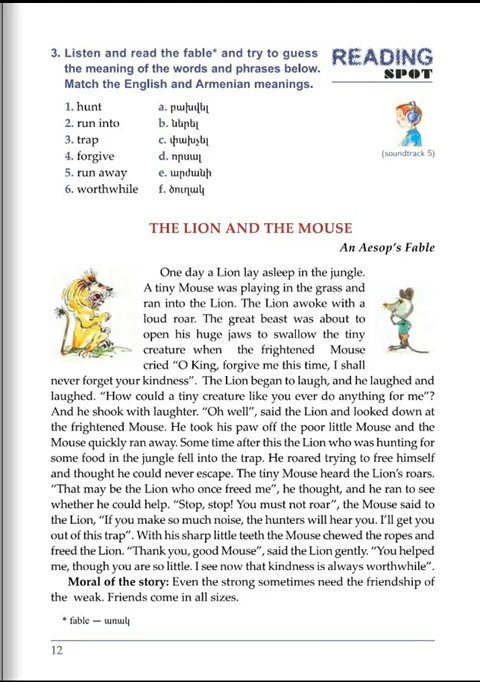 3. Listen and read the fable* and try to guess
the meaning of the words and phrases below.
Match the English and Armenian meanings.
READING
SPOT
1. hunt a. բախվել
2. run into b. ներել
3. trap c. փախչել
4. forgive d. որսալ
5. run away e. արժանի
6. worthwhile f. ծուղակ
(soundtrack 5)
THE LION AND THE MOUSE
An Aesop's Fable
One day a Lion lay asleep in the jungle.
A tiny Mouse was playing in the grass and
ran into the Lion. The Lion awoke with a
loud roar. The great beast was about to
open his huge jaws to swallow the tiny
creature when the frightened Mouse
cried “O King, forgive me this time, I shall
never forget your kindness”. The Lion began to laugh, and he laughed and
laughed. “How could a tiny creature like you ever do anything for me”?
And he shook with laughter. “Oh well”, said the Lion and looked down at
the frightened Mouse. He took his paw off the poor little Mouse and the
Mouse quickly ran away. Some time after this the Lion who was hunting for
some food in the jungle fell into the trap. He roared trying to free himself
and thought he could never escape. The tiny Mouse heard the Lion's roars.
“That may be the Lion who once freed me”, he thought, and he ran to see
whether he could help. “Stop, stop! You must not roar”, the Mouse said to
the Lion, “If you make so much noise, the hunters will hear you. I'll get you
out of this trap”. With his sharp little teeth the Mouse chewed the ropes and
freed the Lion. “Thank you, good Mouse”, said the Lion gently. “You helped
me, though you are so little. I see now that kindness is always worthwhile”.
Moral of the story: Even the strong sometimes need the friendship of
the weak. Friends come in all sizes.
* fable — առակ
12